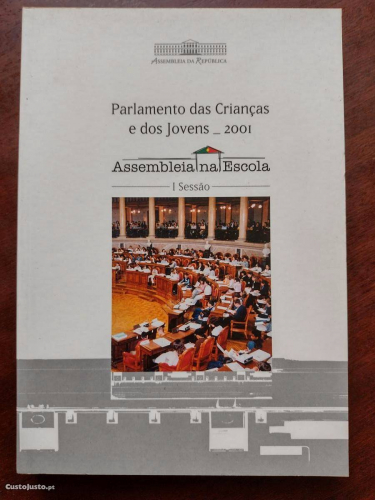 ASSEMBLEIA DA REPÚBLICA
Parlamento das Crianças
e dos Jovens _ 2001
Assembleia na Escola
I Sessão
CustoJusto.pt